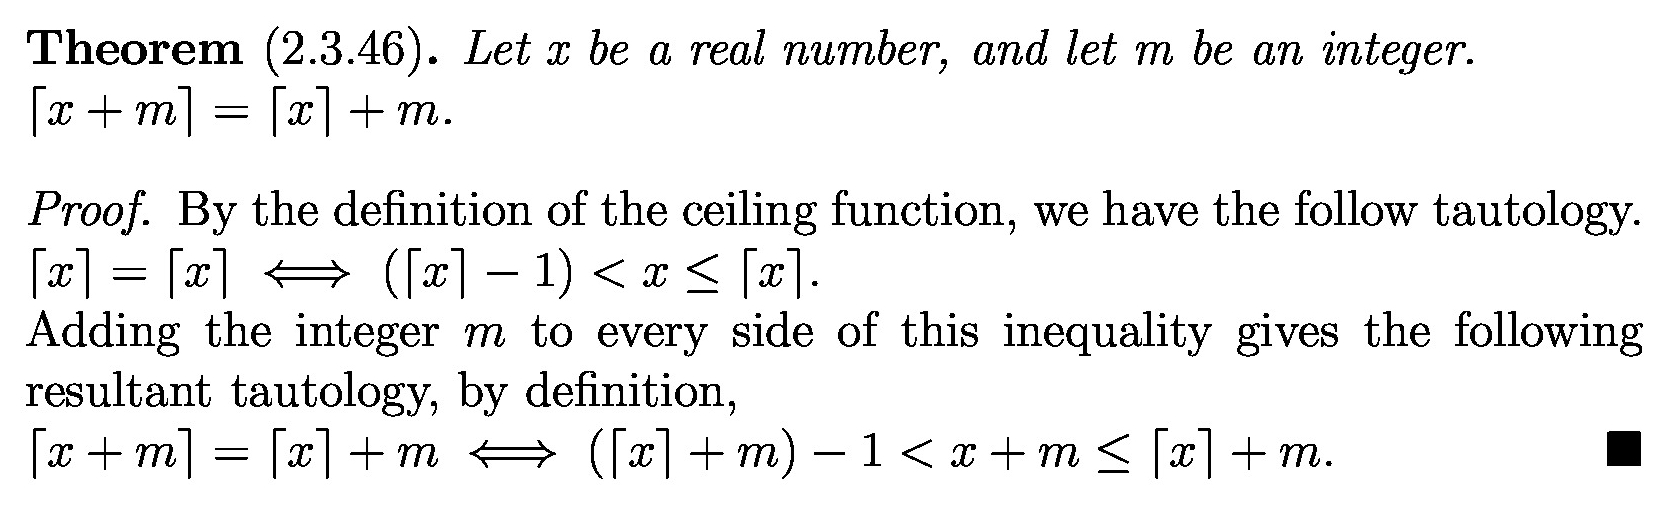 Theorem (2.3.46). Let x be a real number, and let m be an integer.
⌈x + m⌉ = ⌈x⌉ + m.
Proof. By the definition of the ceiling function, we have the follow tautology.
⌈x⌉ = ⌈x⌉ ⟺ (⌈x⌉ − 1) < x ≤ ⌈x⌉.
Adding the integer m to every side of this inequality gives the following
resultant tautology, by definition,
⌈x + m⌉ = ⌈x⌉ + m ⟺ (⌈x⌉ + m) − 1 < x + m ≤ ⌈x⌉ + m. ■